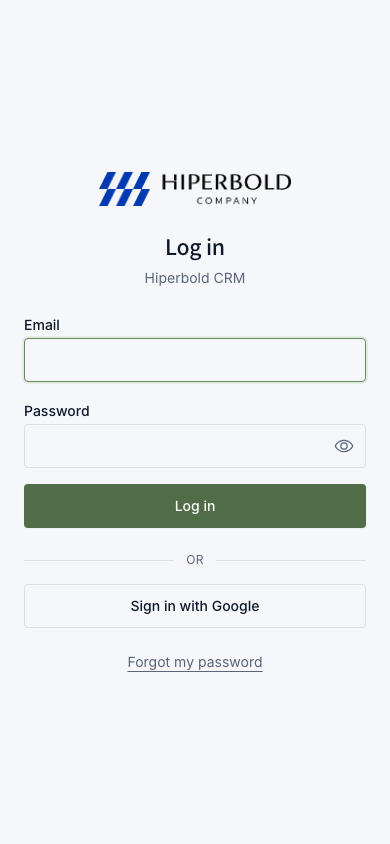 HIPERBOLD
COMPANY
Log in
Hiperbold CRM
Email
Password
Log in
OR
Sign in with Google
Forgot my password